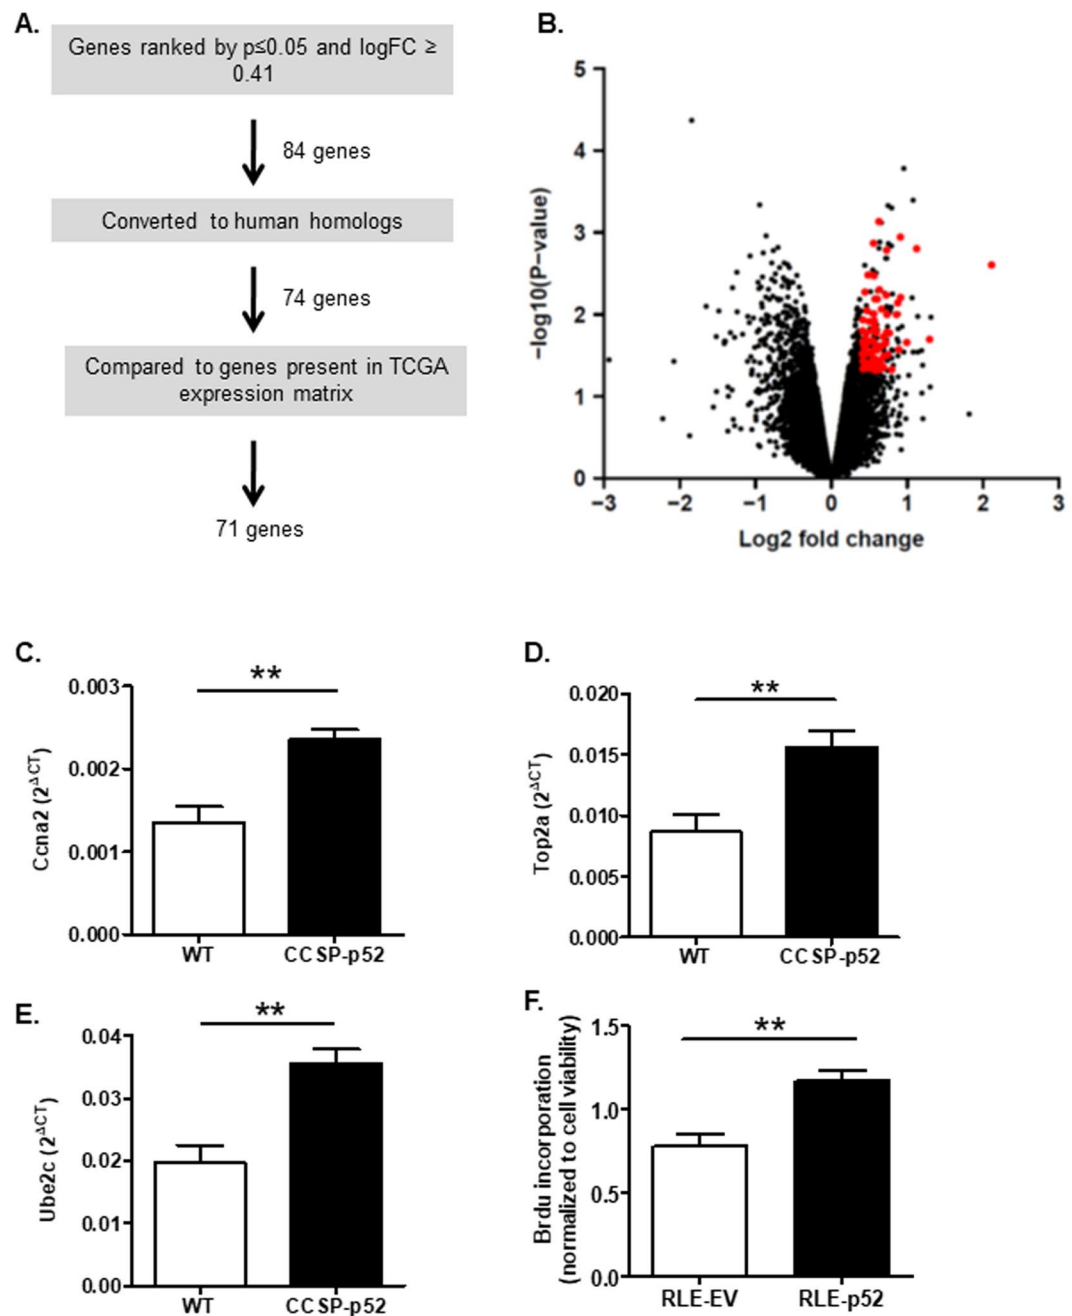 A.
Genes ranked by p≤0.05 and logFC ≥
0.41
84 genes
Converted to human homologs
74 genes
Compared to genes present in TCGA
expression matrix
71 genes
B.
−log10(P−value)
5
4
3
2
1
0
−3 −2 −1 0 1 2 3
Log2 fold change
C.
**
Ccna2 (2^ΔCT)
0.003
0.002
0.001
0.000
WT CCSP-p52
D.
**
Top2a (2^ΔCT)
0.020
0.015
0.010
0.005
0.000
WT CCSP-p52
E.
**
Ube2c (2^ΔCT)
0.04
0.03
0.02
0.01
0.00
WT CCSP-p52
F.
**
Brdu incorporation
(normalized to cell viability)
1.5
1.0
0.5
0.0
RLE-EV RLE-p52